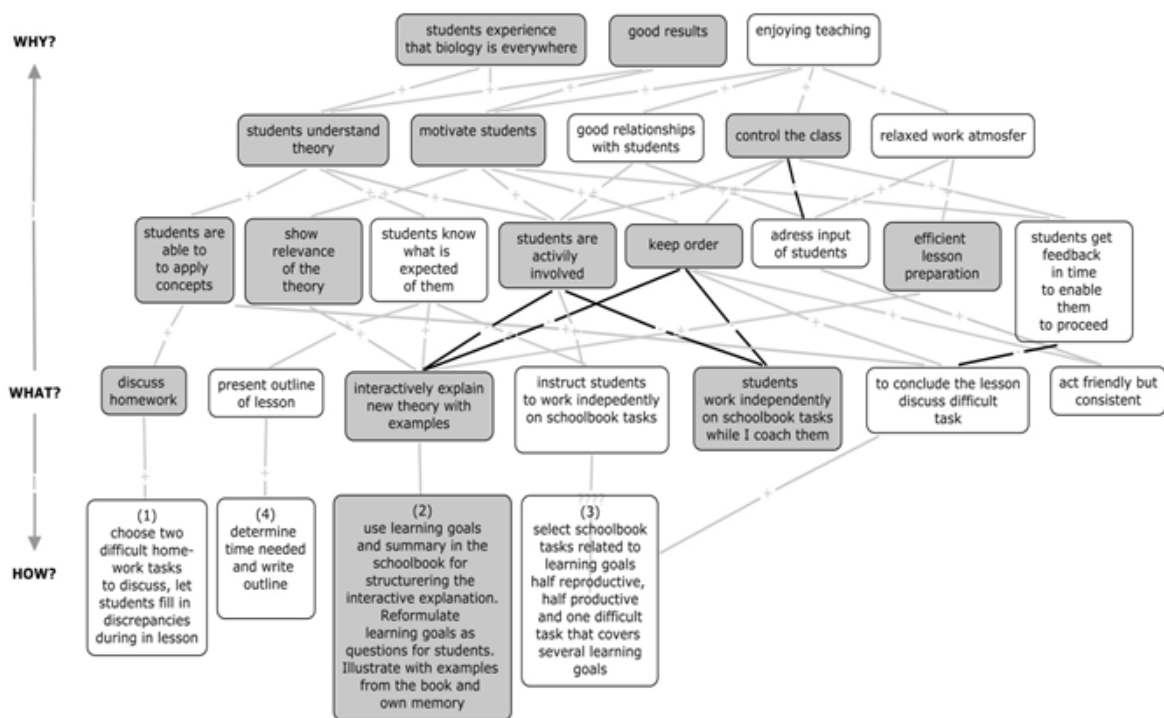 WHY?
students experience
that biology is everywhere
good results
enjoying teaching
students understand
theory
motivate students
good relationships
with students
control the class
relaxed work atmosfer
students are
able to
to apply
concepts
show
relevance
of the
theory
students know
what is
expected
of them
students are
activily
involved
keep order
adress input
of students
efficient
lesson
preparation
students get
feedback
in time
to enable
them
to proceed
WHAT?
discuss
homework
present outline
of lesson
interactively explain
new theory with
examples
instruct students
to work indepedently
on schoolbook tasks
students
work independently
on schoolbook tasks
while I coach them
to conclude the lesson
discuss difficult
task
act friendly but
consistent
HOW?
(1)
choose two
difficult home-
work tasks
to discuss, let
students fill in
discrepancies
during in lesson
(4)
determine
time needed
and write
outline
(2)
use learning goals
and summary in the
schoolbook for
structurering the
interactive explanation.
Reformulate
learning goals as
questions for students.
Illustrate with examples
from the book and
own memory
????
(3)
select schoolbook
tasks related to
learning goals
half reproductive,
half productive
and one difficult
task that covers
several learning
goals